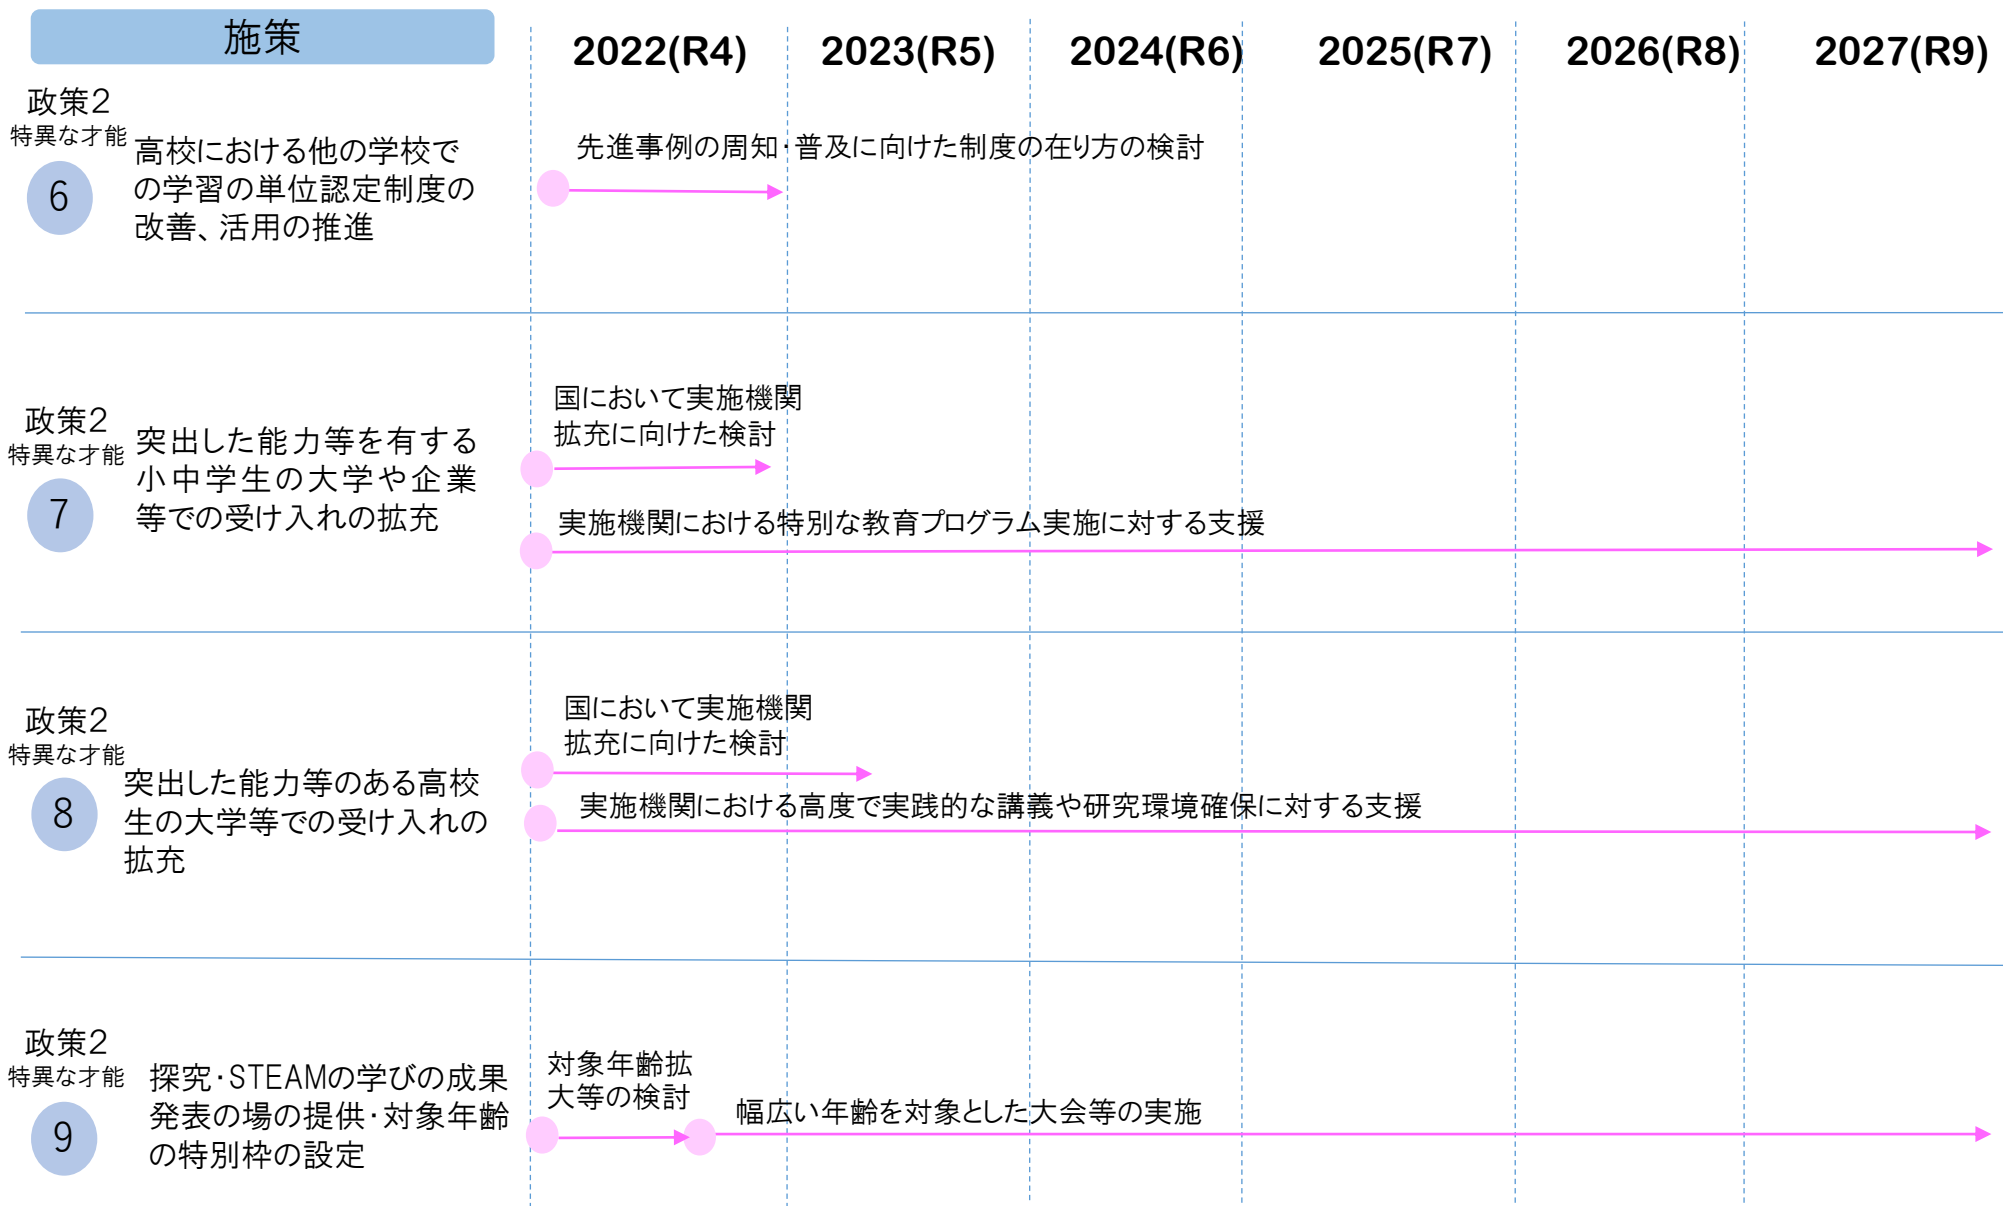 施策
2022(R4)
2023(R5)
2024(R6)
2025(R7)
2026(R8)
2027(R9)
政策2
特異な才能
6
高校における他の学校で
の学習の単位認定制度の
改善、活用の推進
先進事例の周知・普及に向けた制度の在り方の検討
政策2
特異な才能
7
突出した能力等を有する
小中学生の大学や企業
等での受け入れの拡充
国において実施機関
拡充に向けた検討
実施機関における特別な教育プログラム実施に対する支援
政策2
特異な才能
8
突出した能力等のある高校
生の大学等での受け入れの
拡充
国において実施機関
拡充に向けた検討
実施機関における高度で実践的な講義や研究環境確保に対する支援
政策2
特異な才能
9
探究・STEAMの学びの成果
発表の場の提供・対象年齢
の特別枠の設定
対象年齢拡
大等の検討
幅広い年齢を対象とした大会等の実施